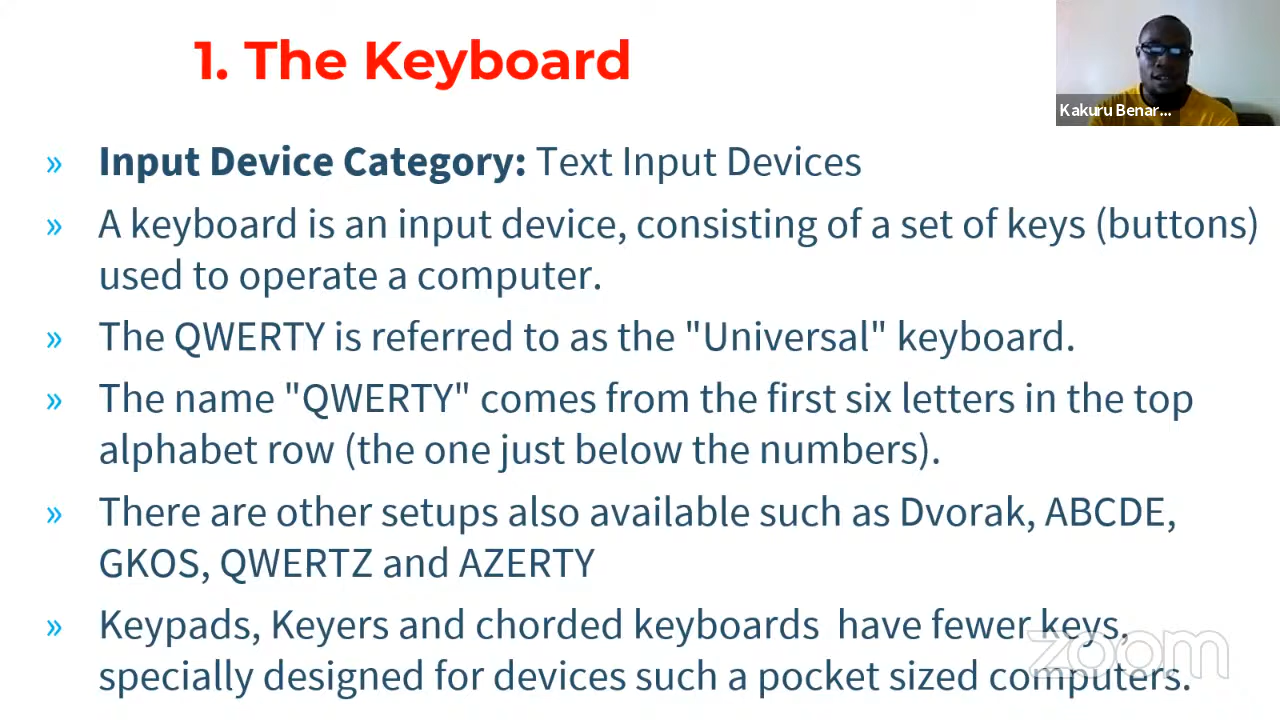 1. The Keyboard
Kakuru Benar...
» Input Device Category: Text Input Devices
» A keyboard is an input device, consisting of a set of keys (buttons)
used to operate a computer.
» The QWERTY is referred to as the "Universal" keyboard.
» The name "QWERTY" comes from the first six letters in the top
alphabet row (the one just below the numbers).
» There are other setups also available such as Dvorak, ABCDE,
GKOS, QWERTZ and AZERTY
» Keypads, Keyers and chorded keyboards  have fewer keys,
specially designed for devices such a pocket sized computers.
zoom